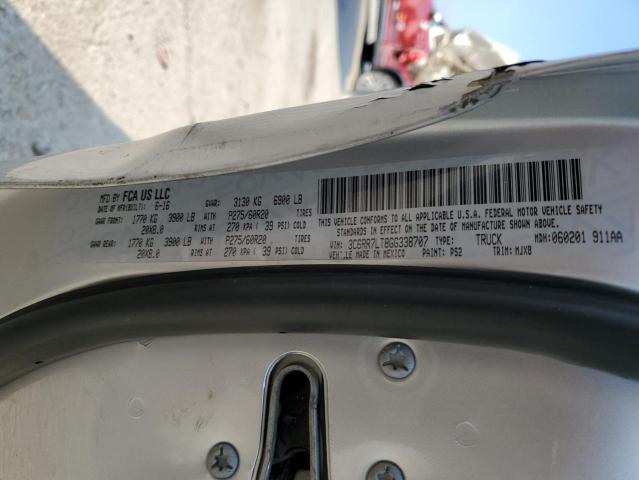 MFD BY FCA US LLC
DATE OF MFR(BUILT): 6-16 GVWR: 3130 KG 6900 LB
GAWR FRONT: 1770 KG 3900 LB WITH P275/60R20 TIRES
20X8.0 RIMS AT 270 KPA ( 39 PSI) COLD
GAWR REAR: 1770 KG 3900 LB WITH P275/60R20 TIRES
20X8.0 RIMS AT 270 KPA ( 39 PSI) COLD
THIS VEHICLE CONFORMS TO ALL APPLICABLE U.S.A. FEDERAL MOTOR VEHICLE SAFETY
STANDARDS IN EFFECT ON THE DATE OF MANUFACTURE SHOWN ABOVE.
VIN: 3C6RR7LT8GG338707 TYPE: TRUCK MDH: 060201 911AA
VEHICLE MADE IN MEXICO PAINT: PS2 TRIM: MJX8